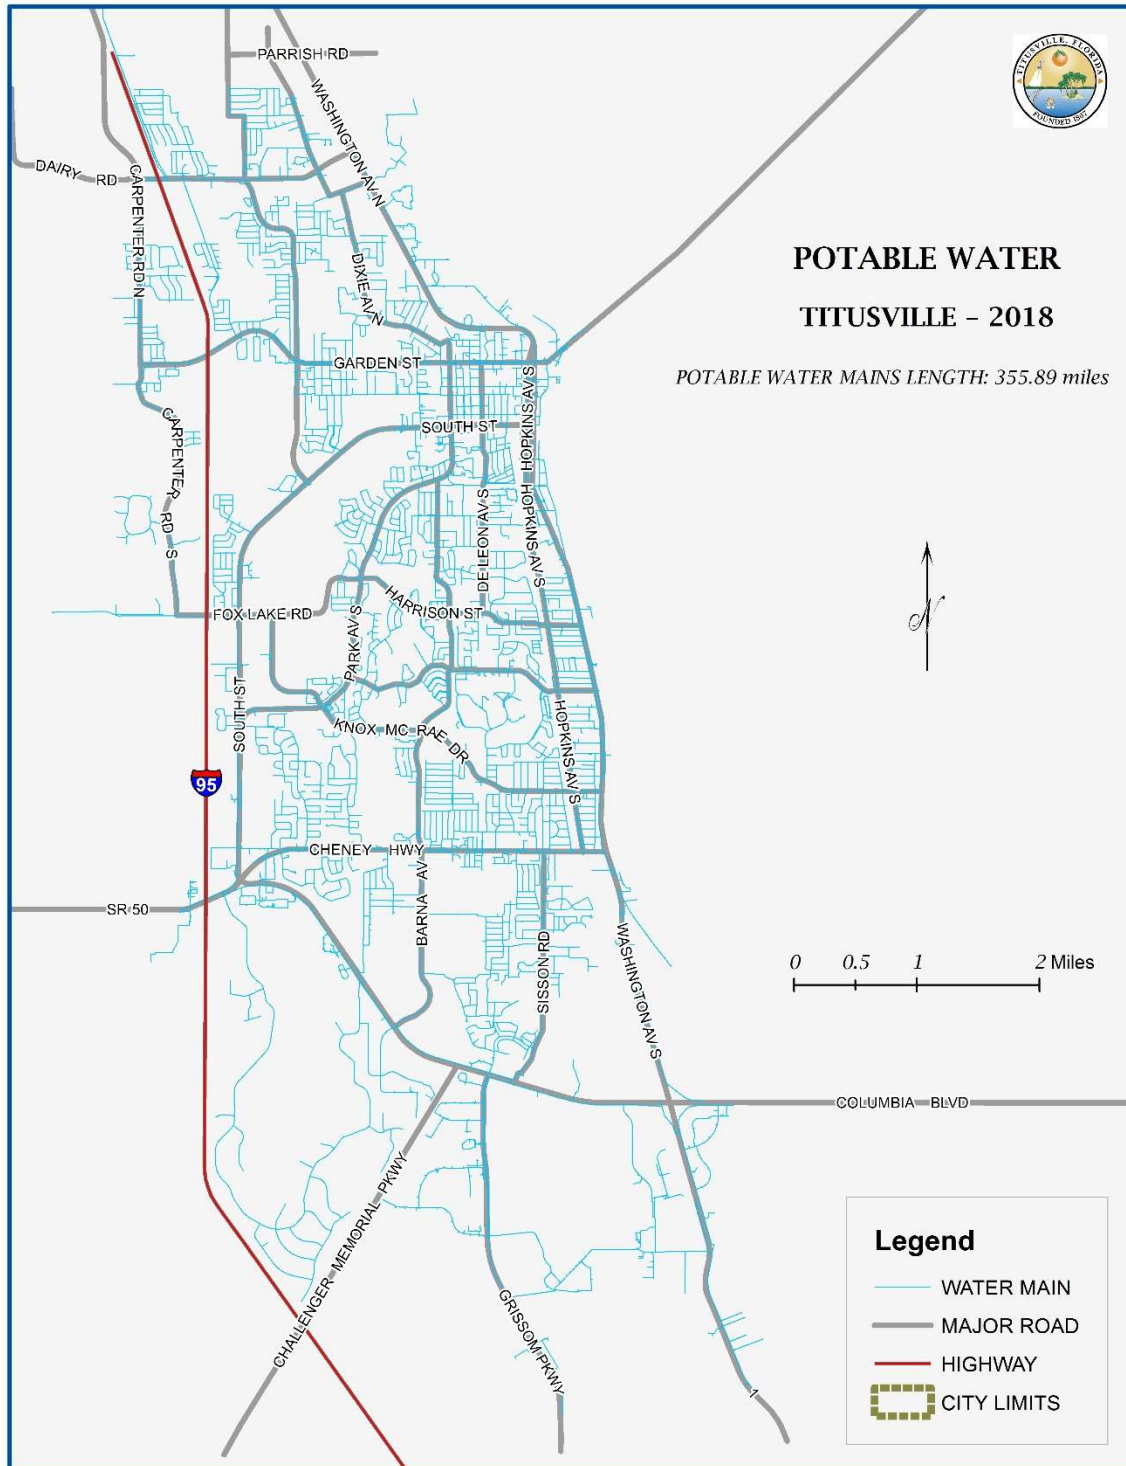 PARRISH RD
WASHINGTON AV N
DAIRY RD
CARPENTER RD N
DIXIE AV N
TITUSVILLE, FLORIDA
FOUNDED 1867
POTABLE WATER
TITUSVILLE – 2018
POTABLE WATER MAINS LENGTH: 355.89 miles
GARDEN ST
HOPKINS AV S
SOUTH ST
CARPENTER RD S
HOPKINS AV S
DE LEON AV S
N
FOX LAKE RD
HARRISON ST
PARK AV S
SOUTH ST
KNOX MC RAE DR
HOPKINS AV S
95
CHENEY HWY
BARNA AV
SR 50
SISSON RD
WASHINGTON AV S
0 0.5 1 2 Miles
COLUMBIA BLVD
CHALLENGER MEMORIAL PKWY
GRISSOM PKWY
1
Legend
WATER MAIN
MAJOR ROAD
HIGHWAY
CITY LIMITS